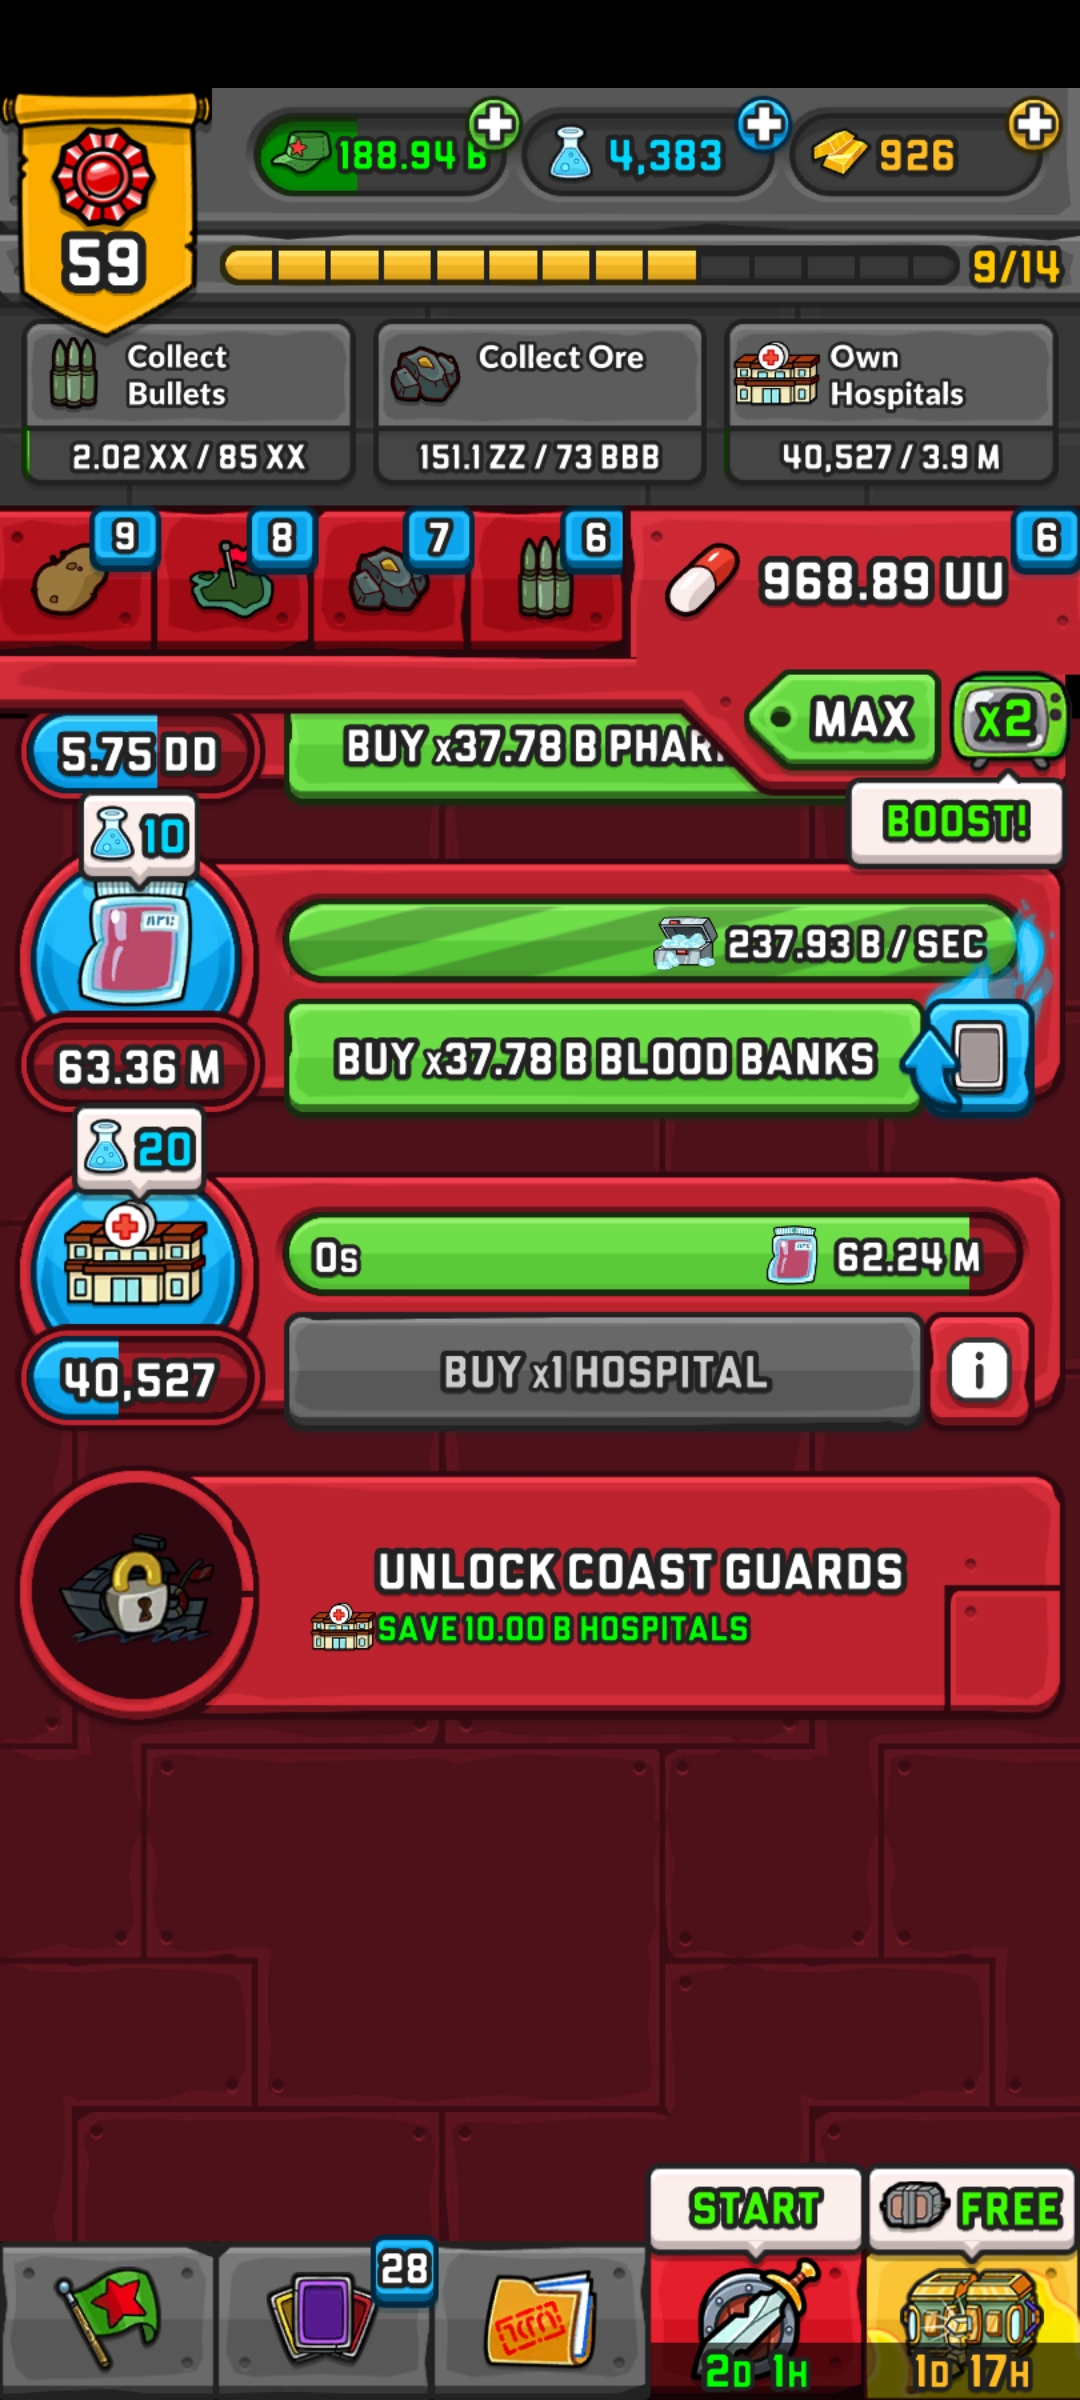 188.94 B
4,383
926
59
9/14
Collect
Bullets
2.02 XX / 85 XX
Collect Ore
151.1 ZZ / 73 BBB
Own
Hospitals
40,527 / 3.9 M
9
8
7
6
968.89 UU
6
MAX
x2
BOOST!
5.75 DD
BUY x37.78 B PHAR
10
237.93 B / SEC
63.36 M
BUY x37.78 B BLOOD BANKS
20
0s
62.24 M
40,527
BUY x1 HOSPITAL
i
UNLOCK COAST GUARDS
SAVE 10.00 B HOSPITALS
START
FREE
28
2D 1H
1D 17H